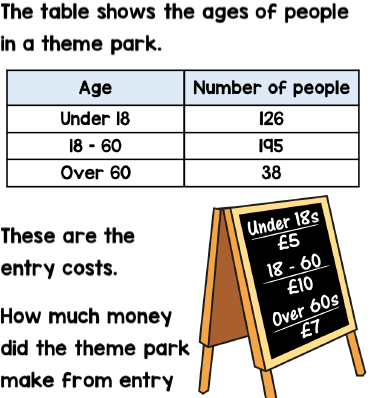 The table shows the ages of people
in a theme park.
Age Number of people
Under 18 126
18 - 60 195
Over 60 38
These are the
entry costs.
How much money
did the theme park
make from entry
Under 18s
£5
18 - 60
£10
Over 60s
£7